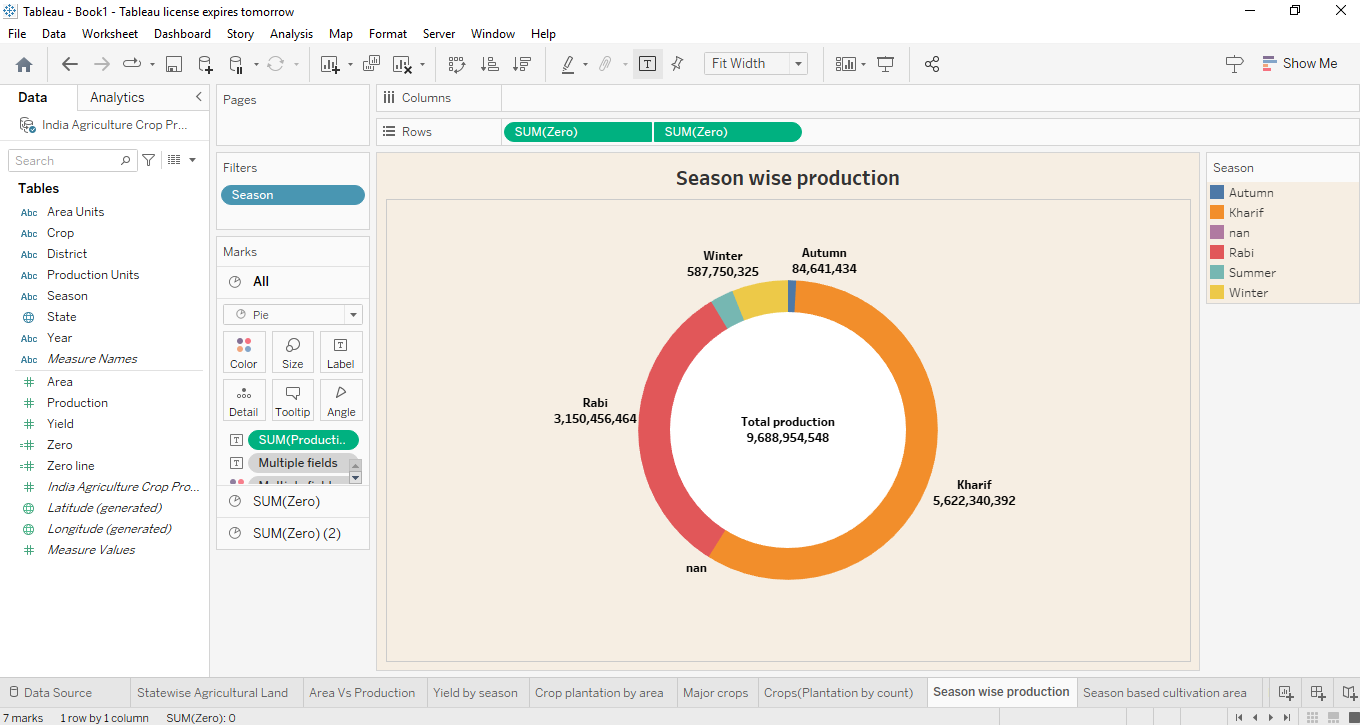 Tableau - Book1 - Tableau license expires tomorrow
File Data Worksheet Dashboard Story Analysis Map Format Server Window Help
Fit Width
Show Me
Data Analytics
India Agriculture Crop Pr...
Search
Tables
Abc Area Units
Abc Crop
Abc District
Abc Production Units
Abc Season
State
Abc Year
Abc Measure Names
# Area
# Production
# Yield
=# Zero
=# Zero line
# India Agriculture Crop Pro...
Latitude (generated)
Longitude (generated)
# Measure Values
Pages
Filters
Season
Marks
All
Pie
Color Size Label
Detail Tooltip Angle
SUM(Producti..
Multiple fields
SUM(Zero)
SUM(Zero) (2)
Columns
Rows SUM(Zero) SUM(Zero)
Season wise production
Winter
587,750,325
Autumn
84,641,434
Rabi
3,150,456,464
Total production
9,688,954,548
Kharif
5,622,340,392
nan
Season
Autumn
Kharif
nan
Rabi
Summer
Winter
Data Source Statewise Agricultural Land Area Vs Production Yield by season Crop plantation by area Major crops Crops(Plantation by count) Season wise production Season based cultivation area
7 marks 1 row by 1 column SUM(Zero): 0